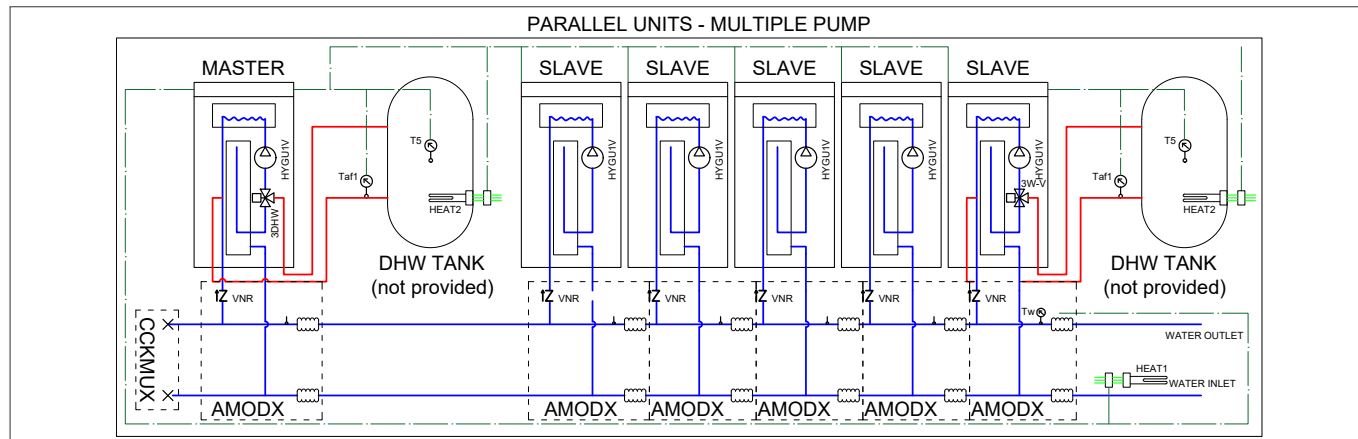 PARALLEL UNITS - MULTIPLE PUMP
MASTER
SLAVE
SLAVE
SLAVE
SLAVE
SLAVE
HYGU1V
HYGU1V
HYGU1V
HYGU1V
HYGU1V
HYGU1V
T5
T5
Taf1
Taf1
3DHW
3W-V
HEAT2
HEAT2
DHW TANK
(not provided)
DHW TANK
(not provided)
VNR
VNR
VNR
VNR
VNR
VNR
Tw
CCKMUX
WATER OUTLET
HEAT1
WATER INLET
AMODX
AMODX
AMODX
AMODX
AMODX
AMODX